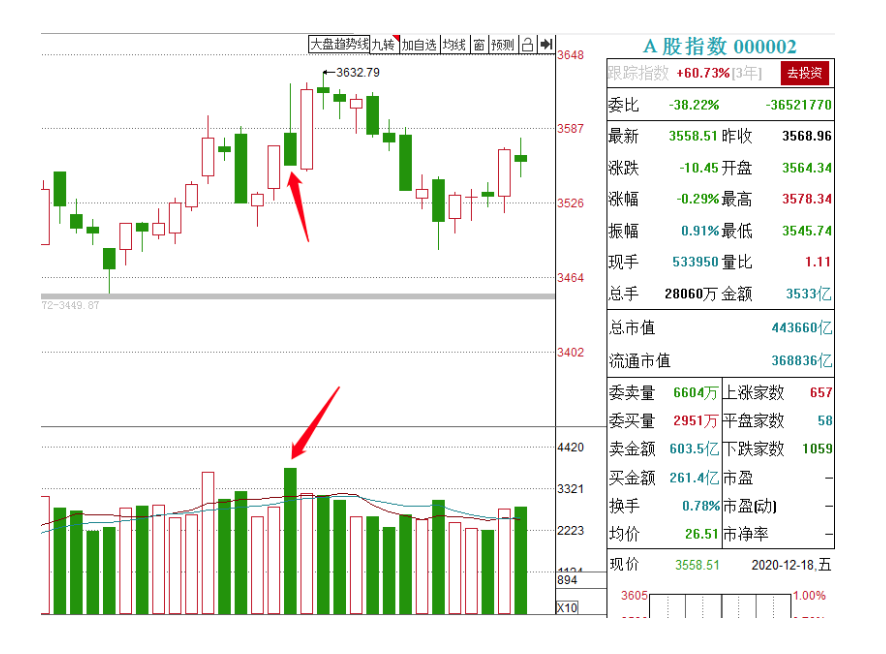 大盘趋势线 九转 加自选 均线 窗 预测
A股指数 000002
3648
跟踪指数 +60.73%[3年] 去投资
3632.79
委比 -38.22% -36521770
3587
最新 3558.51 昨收 3568.96
涨跌 -10.45 开盘 3564.34
涨幅 -0.29% 最高 3578.34
3526
振幅 0.91% 最低 3545.74
现手 533950 量比 1.11
3464
总手 28060万 金额 3533亿
72-3449.87
总市值 443660亿
3402
流通市值 368836亿
委卖量 6604万 上涨家数 657
委买量 2951万 平盘家数 58
4420
卖金额 603.5亿 下跌家数 1059
买金额 261.4亿 市盈 –
3321
换手 0.78% 市盈(动) –
2223
均价 26.51 市净率 –
现价 3558.51 2020-12-18,五
894
3605 1.00%
X10